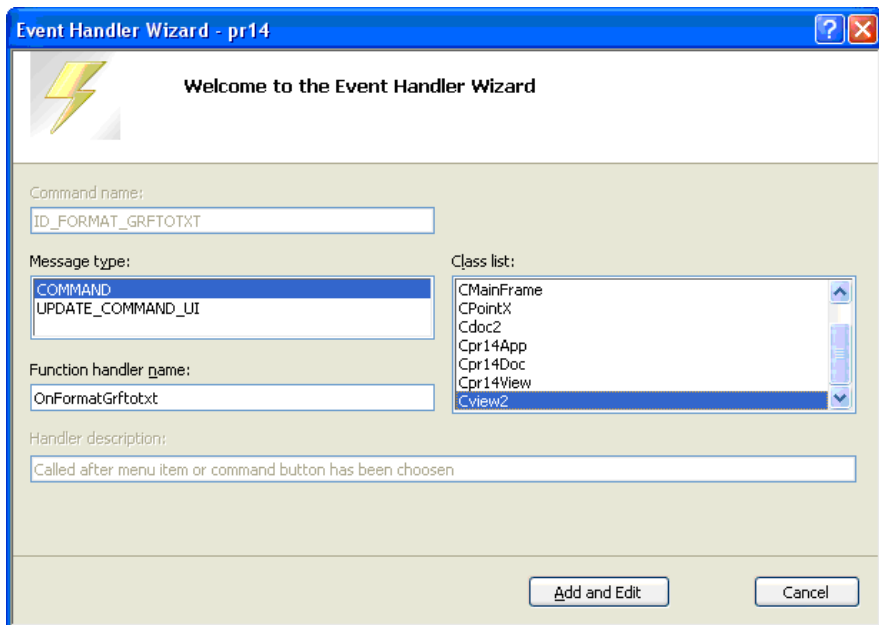 Event Handler Wizard - pr14
Welcome to the Event Handler Wizard
Command name:
ID_FORMAT_GRFTOTXT
Message type:
COMMAND
UPDATE_COMMAND_UI
Class list:
CMainFrame
CPointX
Cdoc2
Cpr14App
Cpr14Doc
Cpr14View
Cview2
Function handler name:
OnFormatGrftotxt
Handler description:
Called after menu item or command button has been choosen
Add and Edit
Cancel